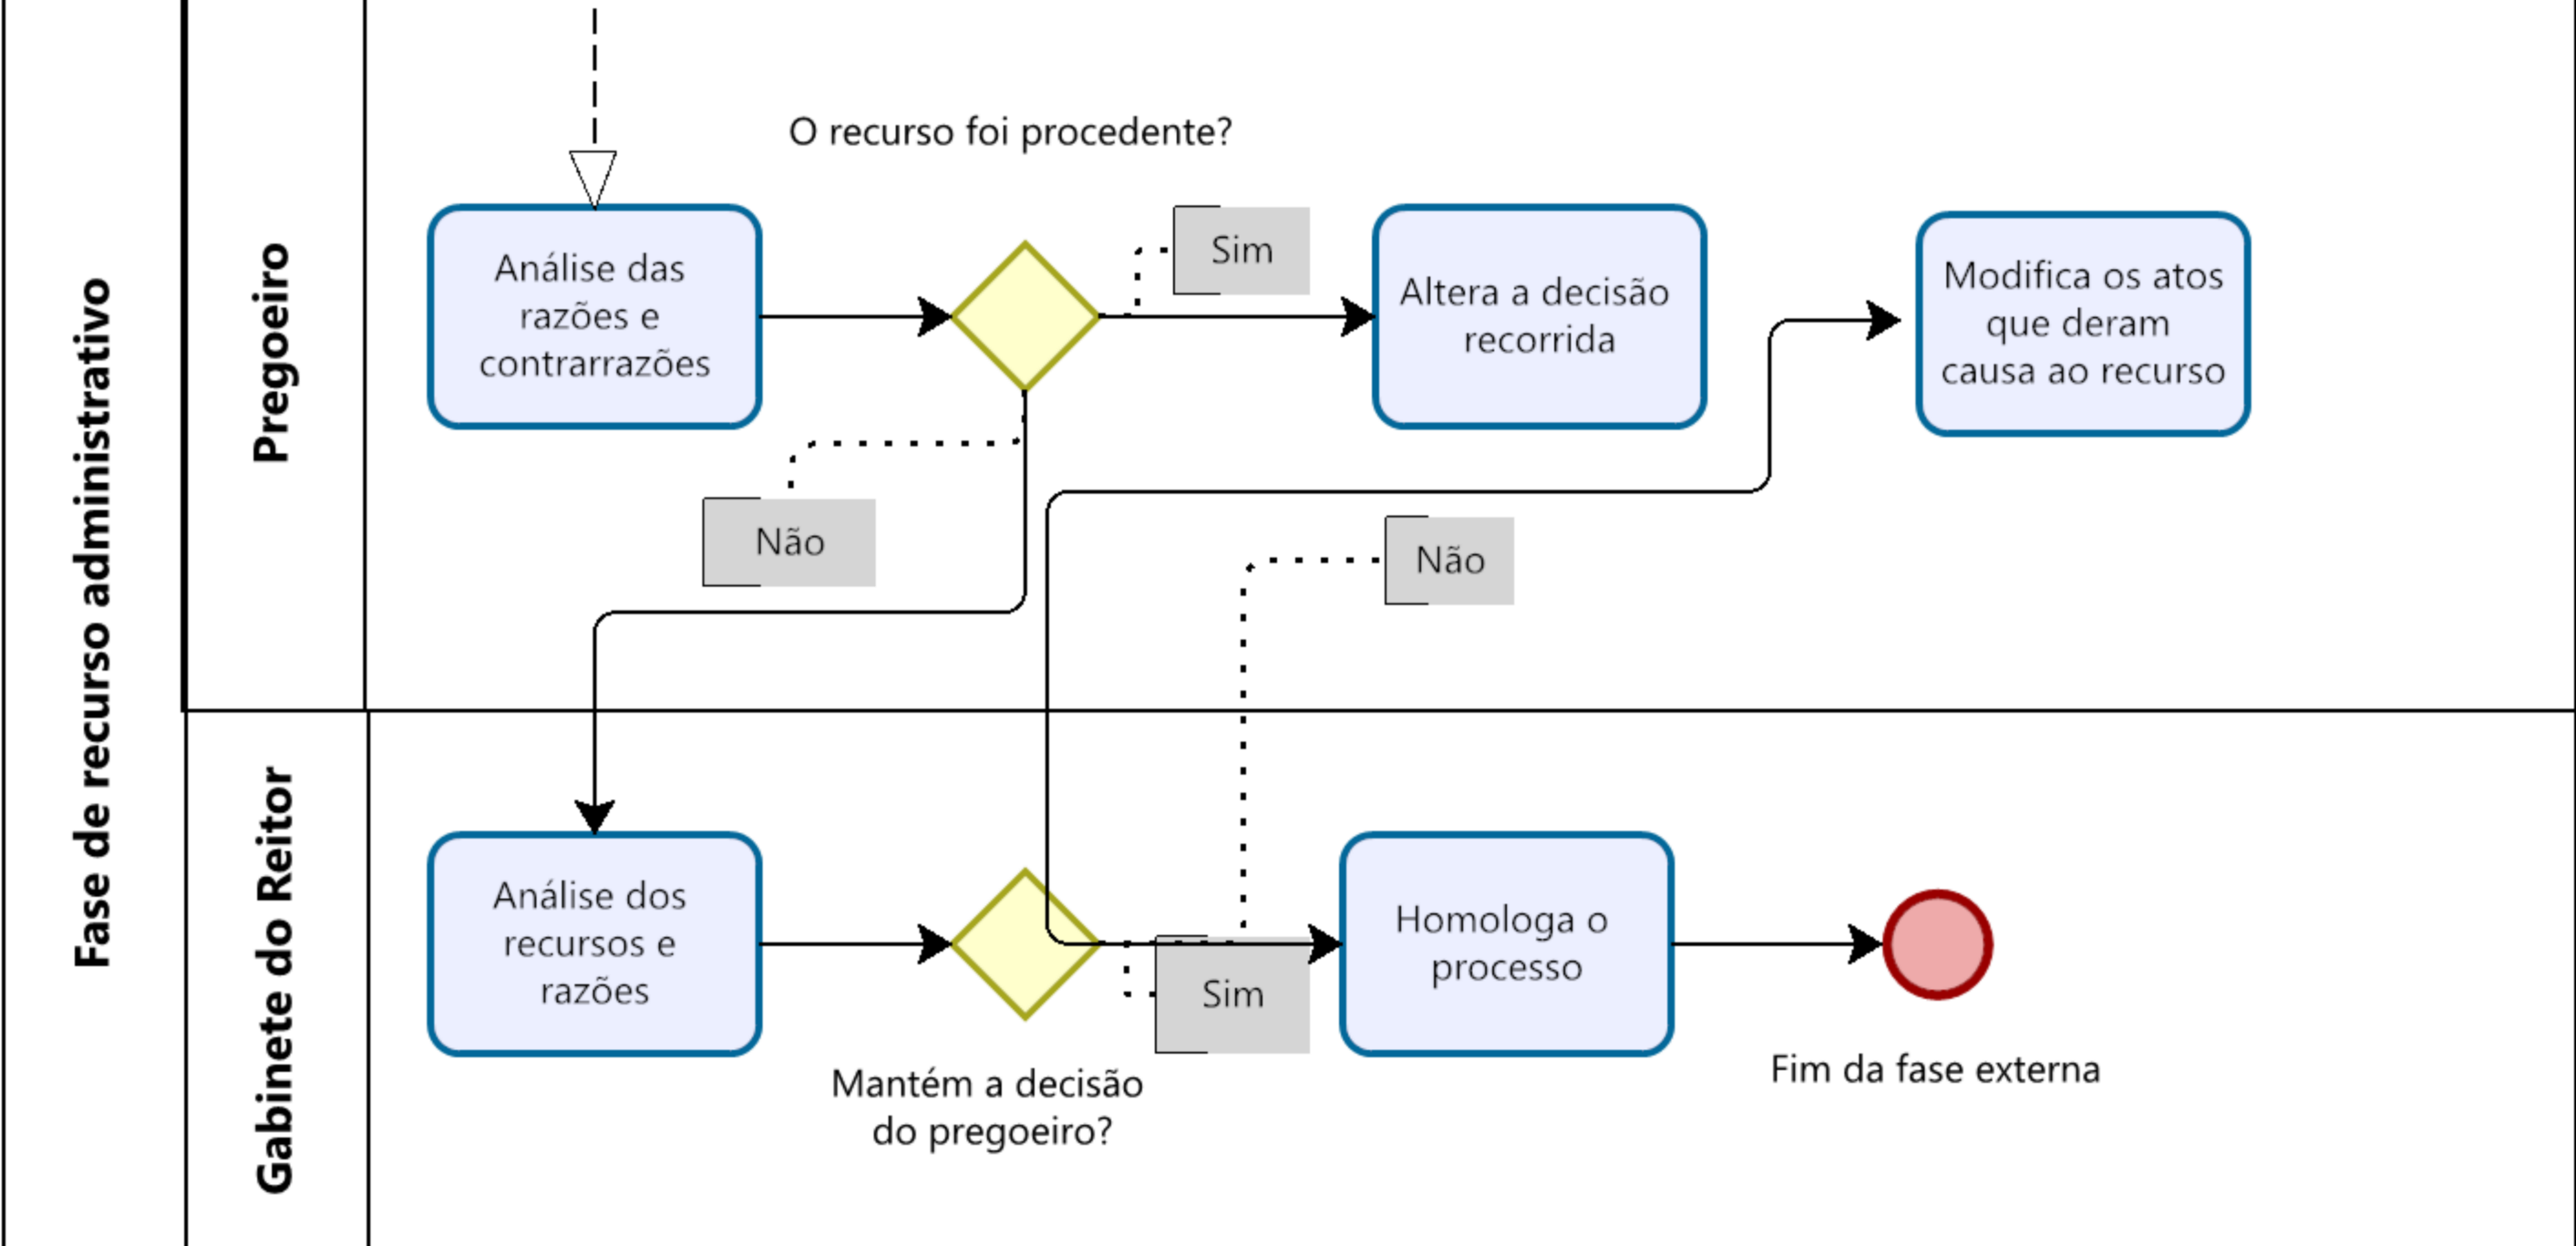 Fase de recurso administrativo
Pregoeiro
O recurso foi procedente?
Análise das
razões e
contrarrazões
Sim
Altera a decisão
recorrida
Modifica os atos
que deram
causa ao recurso
Não
Não
Gabinete do Reitor
Análise dos
recursos e
razões
Sim
Mantém a decisão
do pregoeiro?
Homologa o
processo
Fim da fase externa